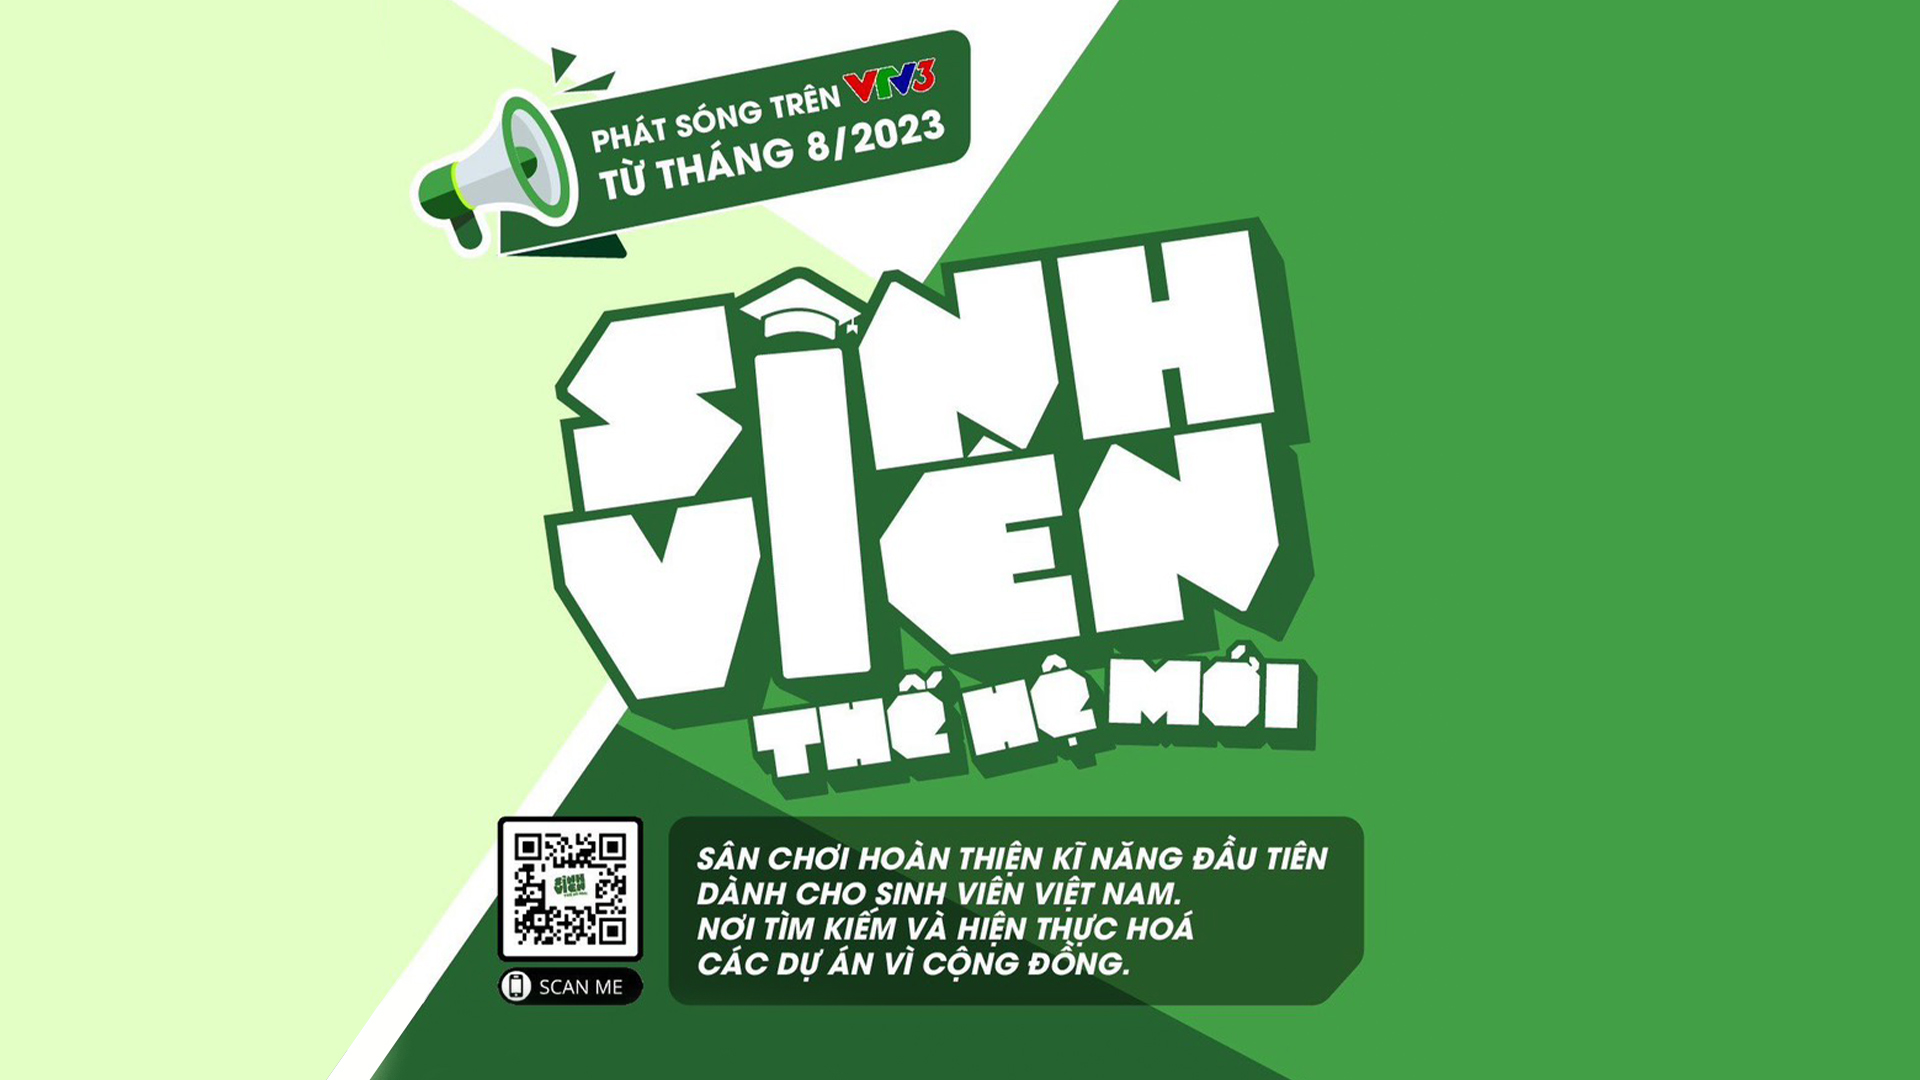 PHÁT SÓNG TRÊN VTV3
TỪ THÁNG 8/2023
SINH
VIÊN
THẾ HỆ MỚI
SÂN CHƠI HOÀN THIỆN KĨ NĂNG ĐẦU TIÊN
DÀNH CHO SINH VIÊN VIỆT NAM.
NƠI TÌM KIẾM VÀ HIỆN THỰC HOÁ
CÁC DỰ ÁN VÌ CỘNG ĐỒNG.
SINH
VIÊN
SCAN ME